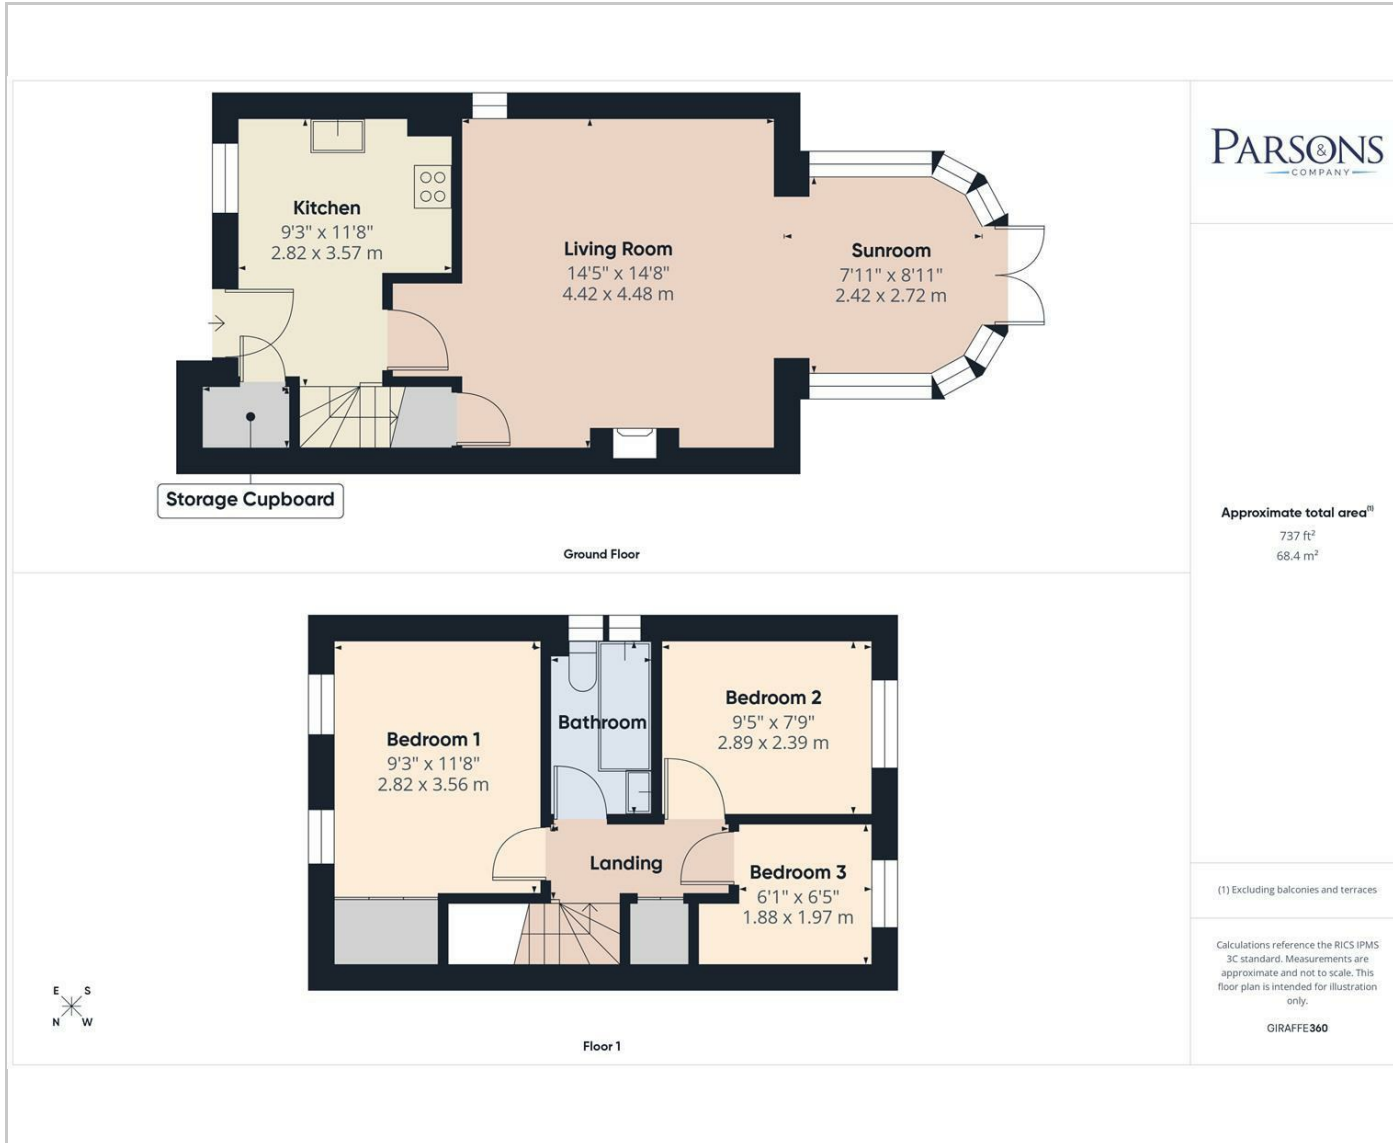 Kitchen
9'3" x 11'8"
2.82 x 3.57 m
Living Room
14'5" x 14'8"
4.42 x 4.48 m
Sunroom
7'11" x 8'11"
2.42 x 2.72 m
Storage Cupboard
Ground Floor
Bedroom 1
9'3" x 11'8"
2.82 x 3.56 m
Bathroom
Bedroom 2
9'5" x 7'9"
2.89 x 2.39 m
Landing
Bedroom 3
6'1" x 6'5"
1.88 x 1.97 m
E S
N W
Floor 1
PARSONS &
COMPANY
Approximate total area⁽¹⁾
737 ft²
68.4 m²
(1) Excluding balconies and terraces
Calculations reference the RICS IPMS
3C standard. Measurements are
approximate and not to scale. This
floor plan is intended for illustration
only.
GIRAFFE360